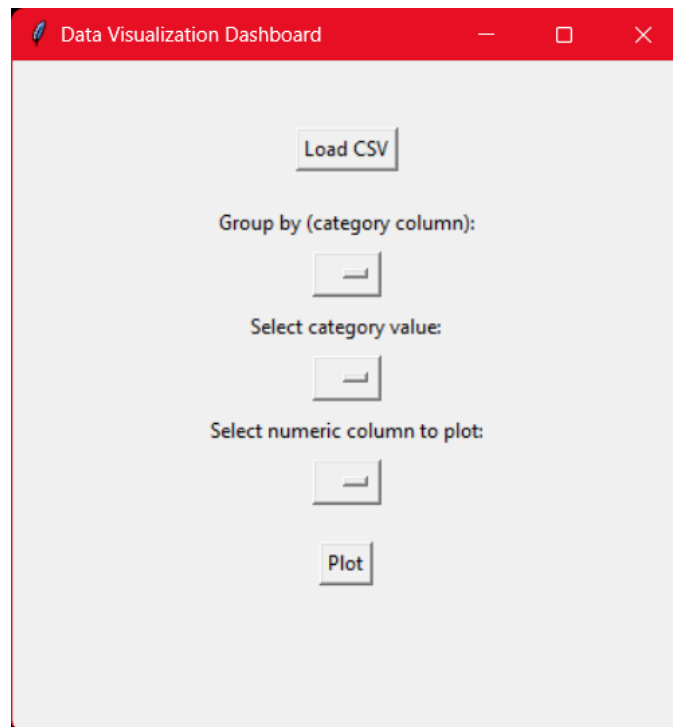 Data Visualization Dashboard
Load CSV
Group by (category column):
Select category value:
Select numeric column to plot:
Plot